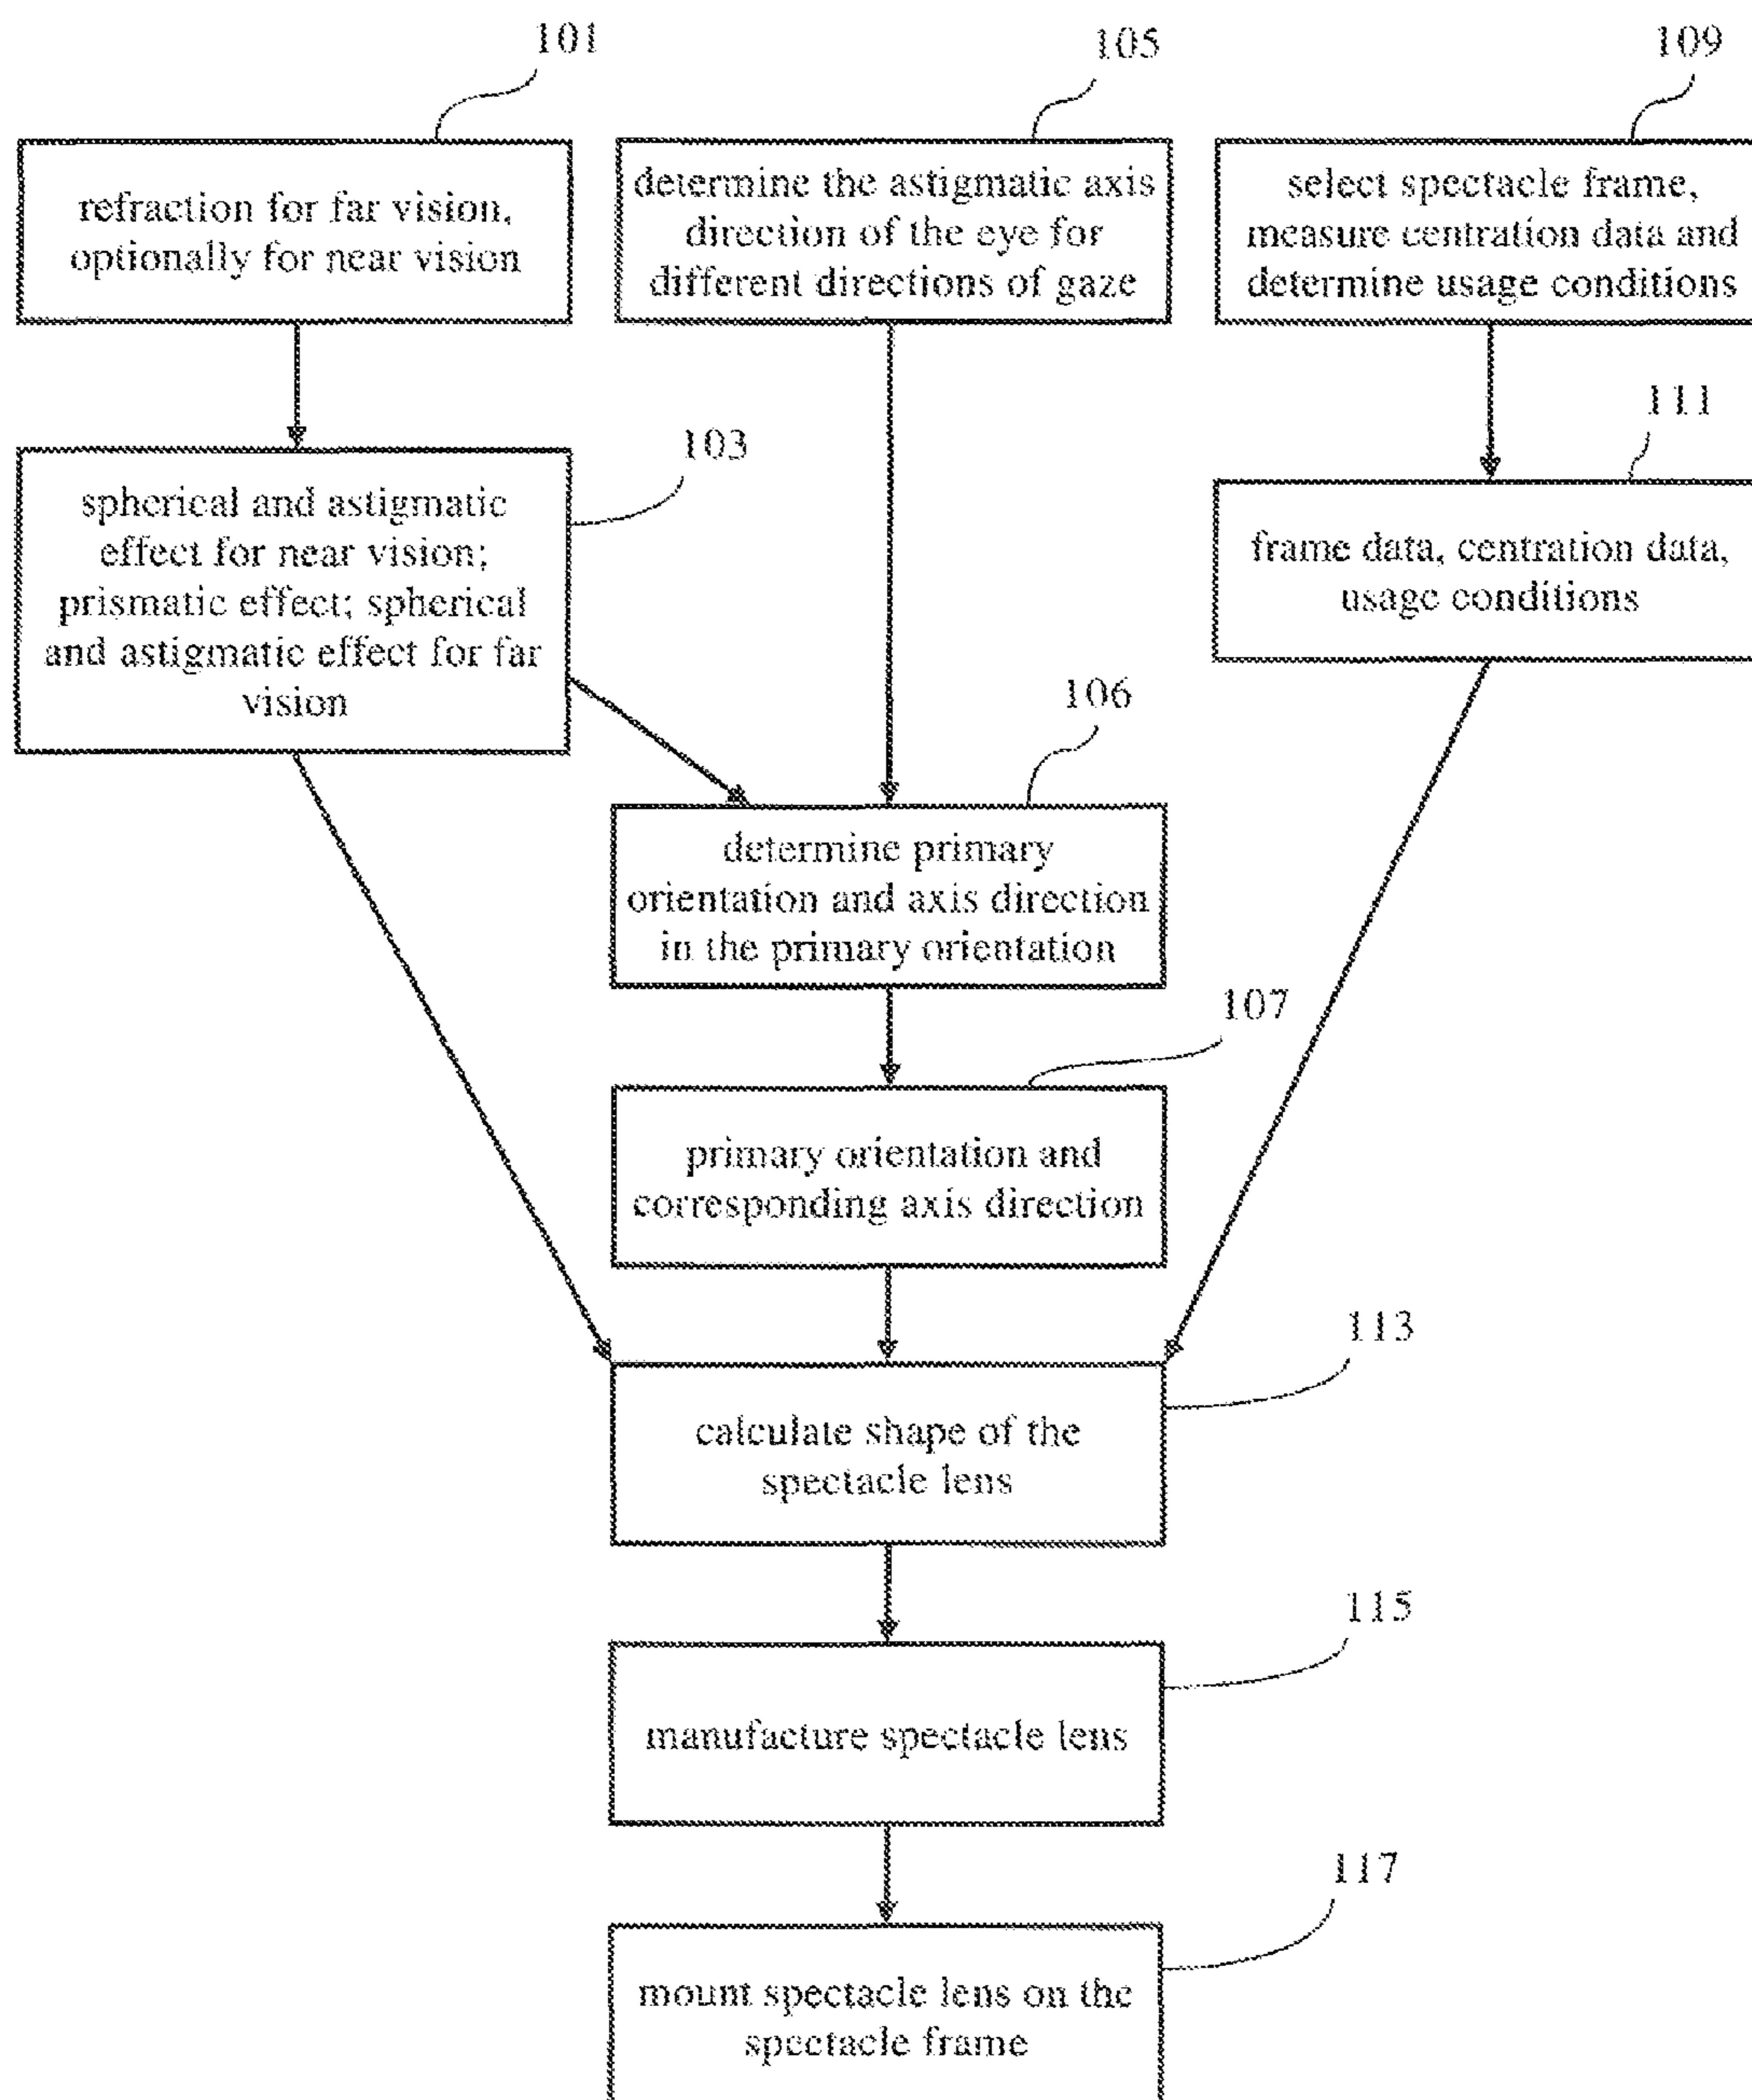 101
105
109
refraction for far vision,
optionally for near vision
determine the astigmatic axis
direction of the eye for
different directions of gaze
select spectacle frame,
measure centration data and
determine usage conditions
103
111
spherical and astigmatic
effect for near vision;
prismatic effect; spherical
and astigmatic effect for far
vision
frame data, centration data,
usage conditions
106
determine primary
orientation and axis direction
in the primary orientation
107
primary orientation and
corresponding axis direction
113
calculate shape of the
spectacle lens
115
manufacture spectacle lens
117
mount spectacle lens on the
spectacle frame